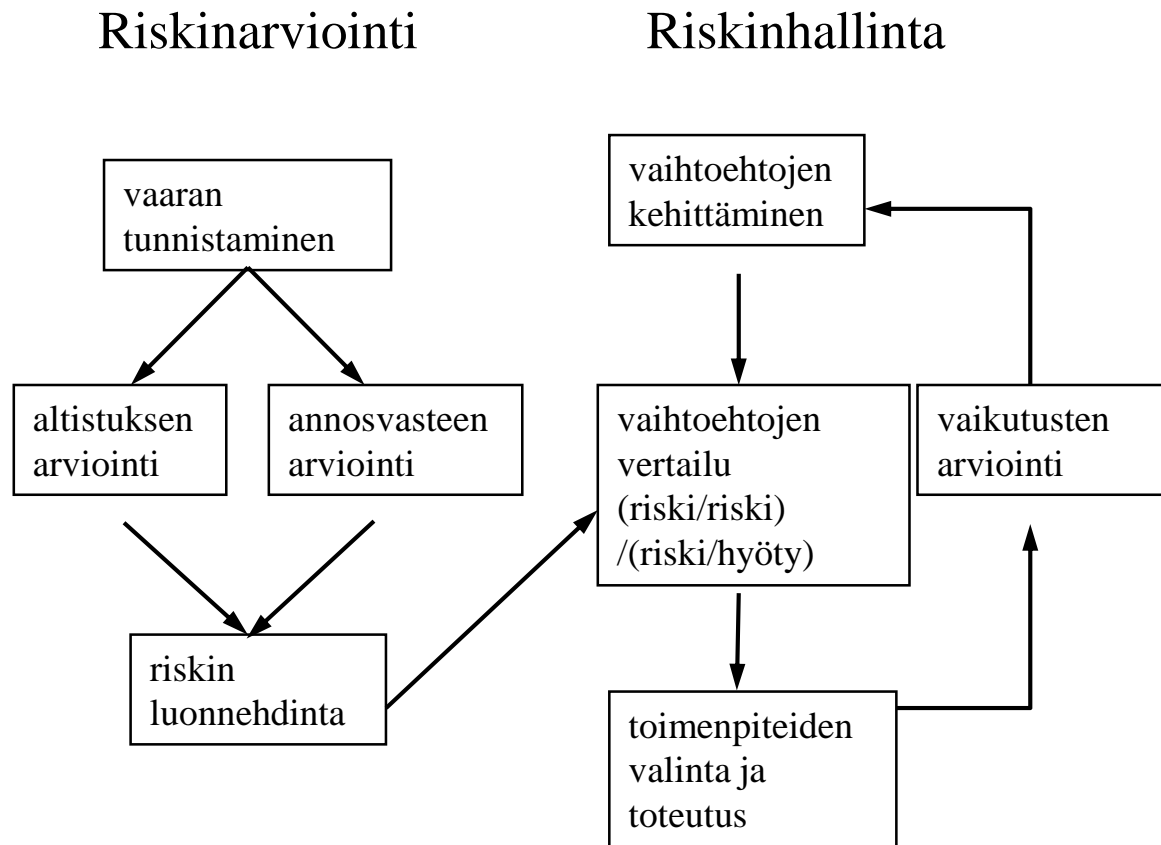 Riskinarviointi
Riskinhallinta
vaaran
tunnistaminen
altistuksen
arviointi
annosvasteen
arviointi
riskin
luonnehdinta
vaihtoehtojen
kehittäminen
vaihtoehtojen
vertailu
(riski/riski)
/(riski/hyöty)
vaikutusten
arviointi
toimenpiteiden
valinta ja
toteutus